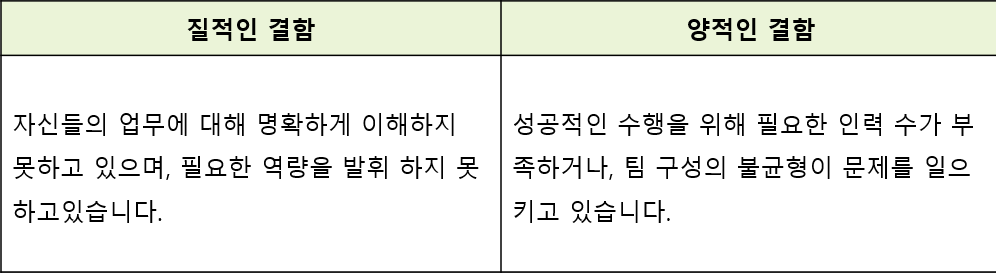 질적인 결함
양적인 결함
자신들의 업무에 대해 명확하게 이해하지
못하고 있으며, 필요한 역량을 발휘 하지 못
하고있습니다.
성공적인 수행을 위해 필요한 인력 수가 부
족하거나, 팀 구성의 불균형이 문제를 일으
키고 있습니다.